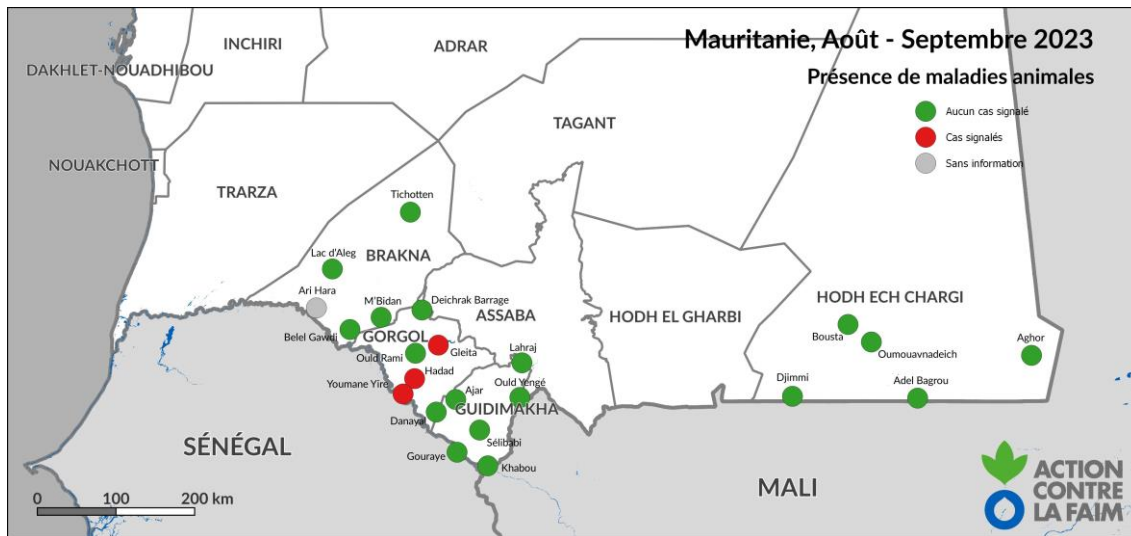 Mauritanie, Août - Septembre 2023
Présence de maladies animales
Aucun cas signalé
Cas signalés
Sans information
INCHIRI
ADRAR
DAKHLET-NOUADHIBOU
TAGANT
NOUAKCHOTT
TRARZA
Tichotten
Lac d'Aleg
BRAKNA
Ari Hara
M'Bidan
Deichrak Barrage
HODH ECH CHARGI
ASSABA
HODH EL GHARBI
Belel Gawdi
GORGOL
Gleita
Bousta
Oumouavnadeich
Aghor
Ould Rami
Lahraj
Hadad
Youmane Yire
Ajar
Ould Yengé
Djimmi
Adel Bagrou
GUIDIMAKHA
Danayal
Sélibabi
SÉNÉGAL
Gouraye
Khabou
MALI
0 100 200 km
ACTION
CONTRE
LA FAIM